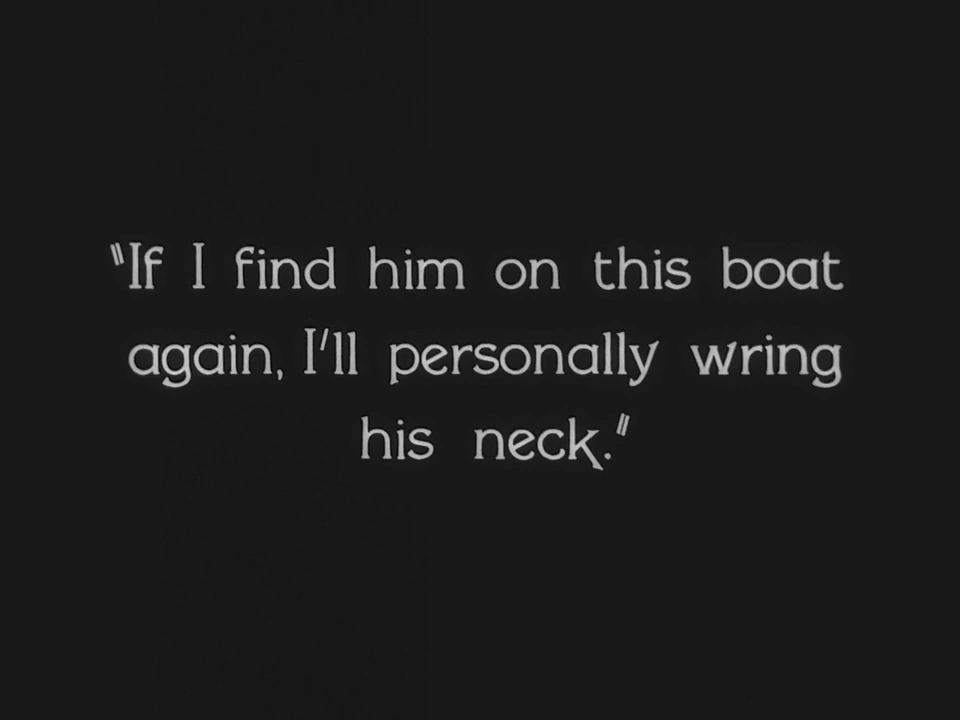 "If I find him on this boat
again, I'll personally wring
his neck."